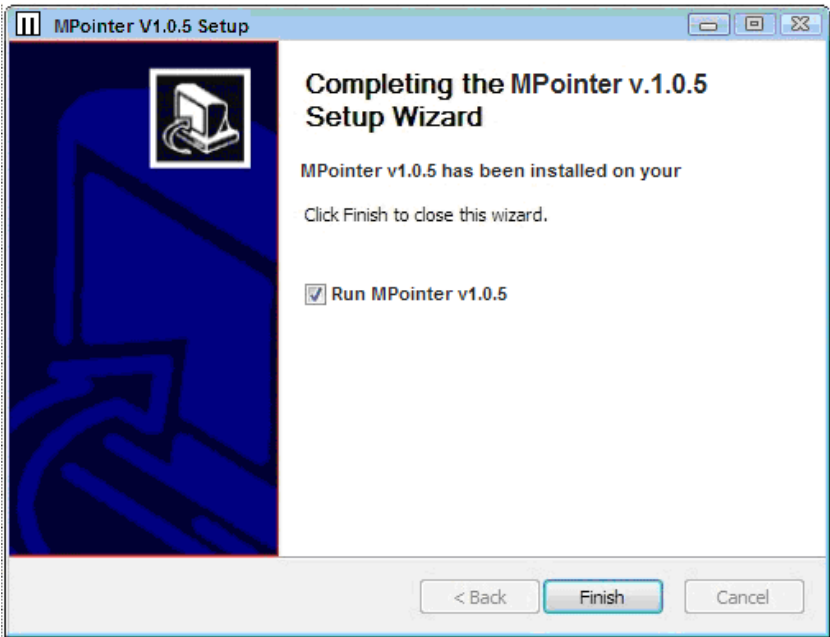 MPointer V1.0.5 Setup
Completing the MPointer v.1.0.5
Setup Wizard
MPointer v1.0.5 has been installed on your
Click Finish to close this wizard.
Run MPointer v1.0.5
< Back
Finish
Cancel